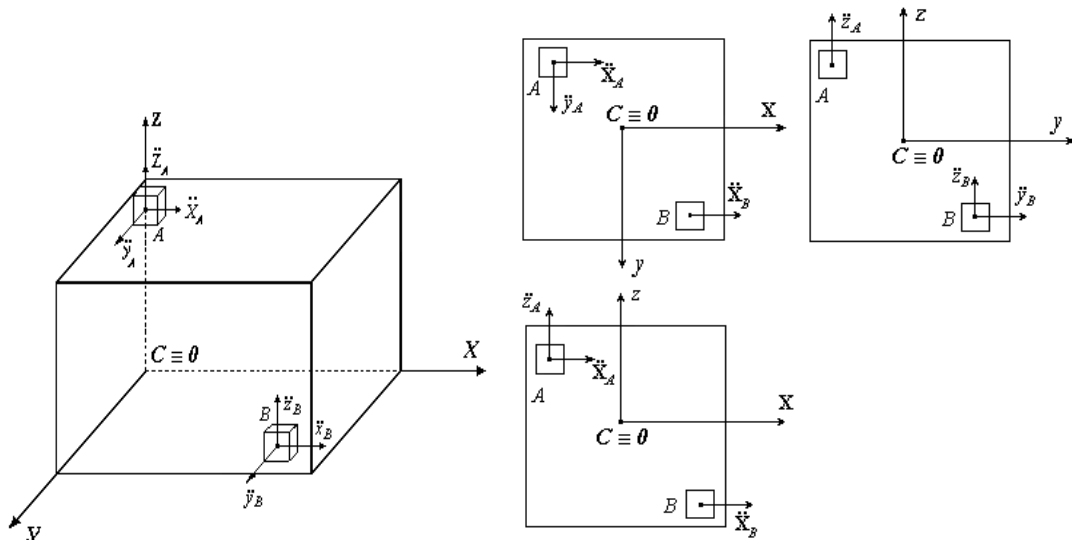 z
Z̈_A
Ẍ_A
A
ÿ_A
C ≡ 0
X
B
z̈_B
ẍ_B
ÿ_B
y
A
Ẍ_A
ÿ_A
C ≡ 0
X
B
Ẍ_B
y
z̈_A
z
A
C ≡ 0
y
z̈_B
B
ÿ_B
z̈_A
z
A
Ẍ_A
C ≡ 0
X
B
Ẍ_B